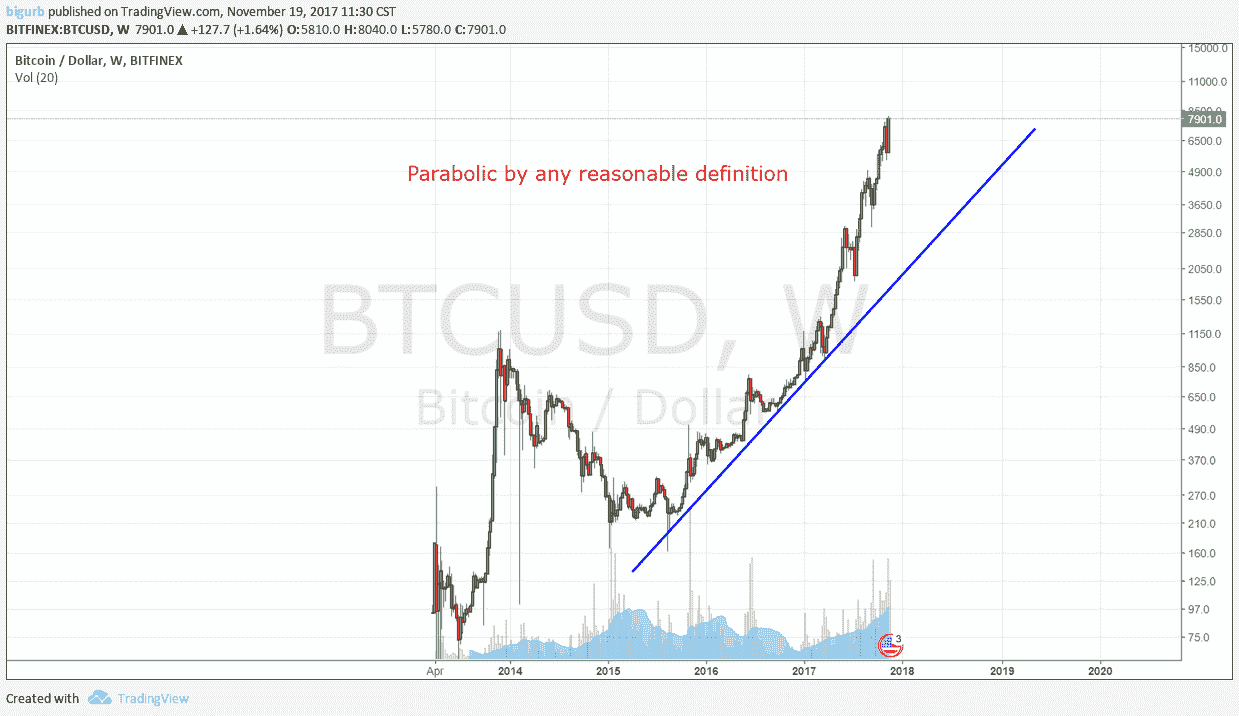 bigurb published on TradingView.com, November 19, 2017 11:30 CST
BITFINEX:BTCUSD, W 7901.0 ▲ +127.7 (+1.64%) O:5810.0 H:8040.0 L:5780.0 C:7901.0
Bitcoin / Dollar, W, BITFINEX
Vol (20)
15000.0
11000.0
8500.0
7901.0
6500.0
Parabolic by any reasonable definition
4900.0
3650.0
2850.0
2050.0
BTCUSD, W
1550.0
1150.0
850.0
Bitcoin / Dollar
650.0
490.0
370.0
270.0
210.0
160.0
125.0
97.0
75.0
3
Apr 2014 2015 2016 2017 2018 2019 2020
Created with TradingView